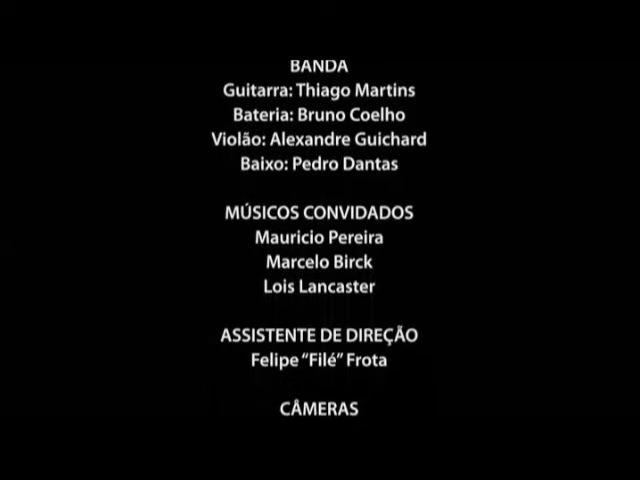 BANDA
Guitarra: Thiago Martins
Bateria: Bruno Coelho
Violão: Alexandre Guichard
Baixo: Pedro Dantas
MÚSICOS CONVIDADOS
Mauricio Pereira
Marcelo Birck
Lois Lancaster
ASSISTENTE DE DIREÇÃO
Felipe “Filé” Frota
CÂMERAS